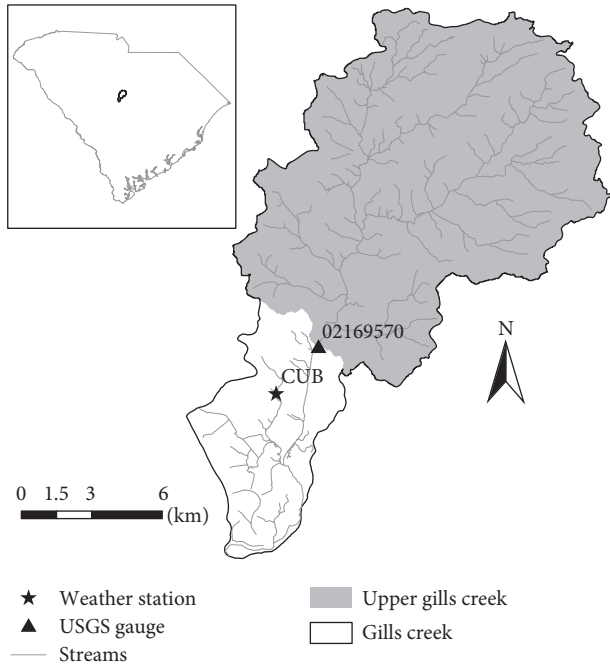 02169570
N
CUB
0 1.5 3 6
(km)
Weather station
USGS gauge
Streams
Upper gills creek
Gills creek